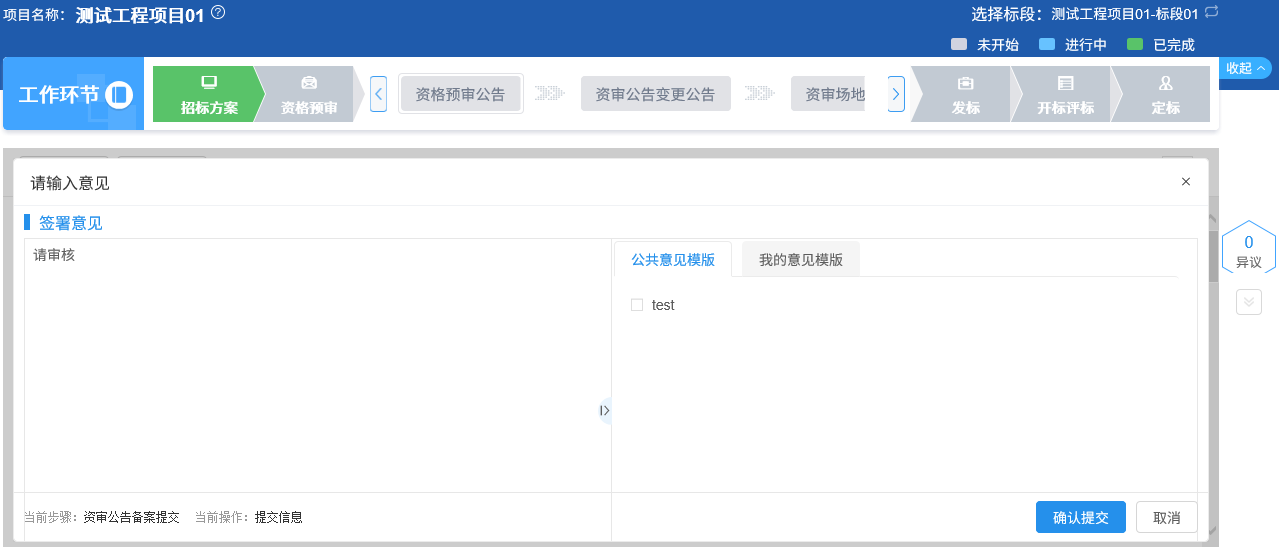 项目名称： 测试工程项目01
选择标段： 测试工程项目01-标段01
未开始 进行中 已完成
工作环节
招标方案
资格预审
资格预审公告
资审公告变更公告
资审场地
发标
开标评标
定标
收起
请输入意见
签署意见
请审核
公共意见模版 我的意见模版
test
0
异议
当前步骤： 资审公告备案提交 当前操作： 提交信息
确认提交 取消